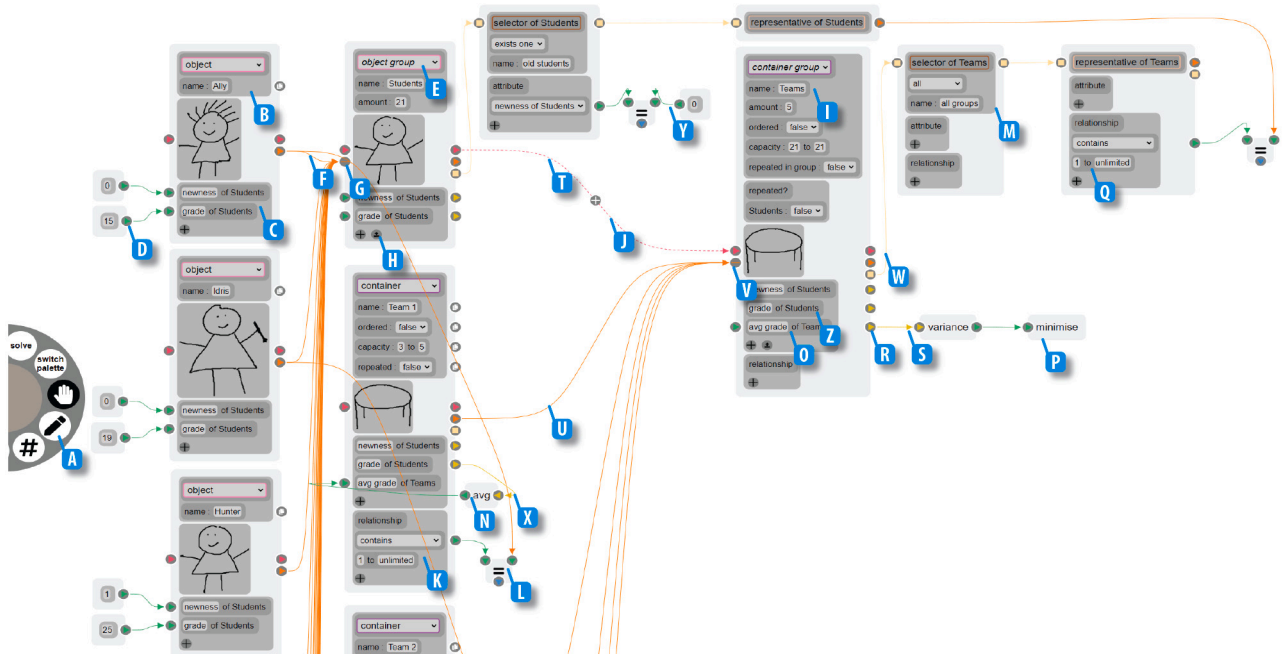 solve
switch
palette
#
A
object
name : Ally
B
0
newness of Students
15
grade of Students
D
C
object
name : Idris
0
newness of Students
19
grade of Students
object
name : Hunter
1
newness of Students
25
grade of Students
F
object group
E
name : Students
amount : 21
G
newness of Students
grade of Students
H
container
name : Team 1
ordered : false
capacity : 3 to 5
repeated false
newness of Students
grade of Students
avg grade of Teams
relationship
contains
1 to unlimited
K
container
name : Team 2
selector of Students
exists one
name : old students
attribute
newness of Students
=
0
Y
T
J
U
avg
N
X
=
L
representative of Students
container group
name : Teams
I
amount : 5
ordered false
capacity : 21 to 21
repeated in group false
repeated?
Students : false
V
newness of Students
grade of Students
Z
avg grade of Teams
O
relationship
W
R
S
variance
minimise
P
selector of Teams
all
name : all groups
M
attribute
relationship
representative of Teams
attribute
relationship
contains
1 to unlimited
Q
=